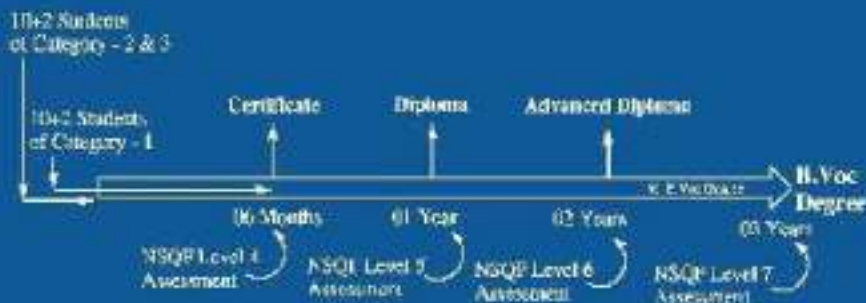 10+2 Students
of Category - 2 & 3
10+2 Students
of Category - 1
Certificate
Diploma
Advanced Diploma
B.Voc
Degree
06 Months
01 Year
02 Years
03 Years
NSQF Level 4
Assessment
NSQF Level 5
Assessment
NSQF Level 6
Assessment
NSQF Level 7
Assessment